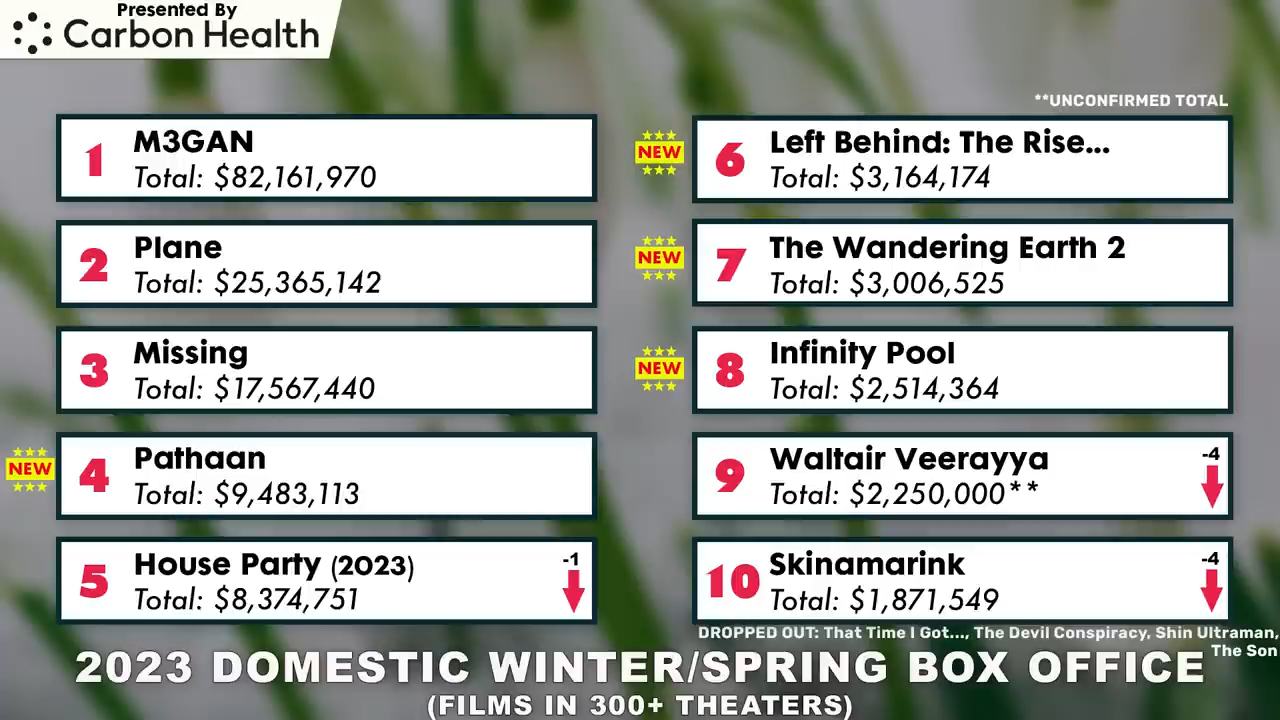 Presented By
Carbon Health
**UNCONFIRMED TOTAL
1
M3GAN
Total: $82,161,970
2
Plane
Total: $25,365,142
3
Missing
Total: $17,567,440
NEW
4
Pathaan
Total: $9,483,113
5
House Party (2023)
Total: $8,374,751
-1
NEW
6
Left Behind: The Rise...
Total: $3,164,174
NEW
7
The Wandering Earth 2
Total: $3,006,525
NEW
8
Infinity Pool
Total: $2,514,364
9
Waltair Veerayya
Total: $2,250,000**
-4
10
Skinamarink
Total: $1,871,549
-4
DROPPED OUT: That Time I Got..., The Devil Conspiracy, Shin Ultraman,
The Son
2023 DOMESTIC WINTER/SPRING BOX OFFICE
(FILMS IN 300+ THEATERS)